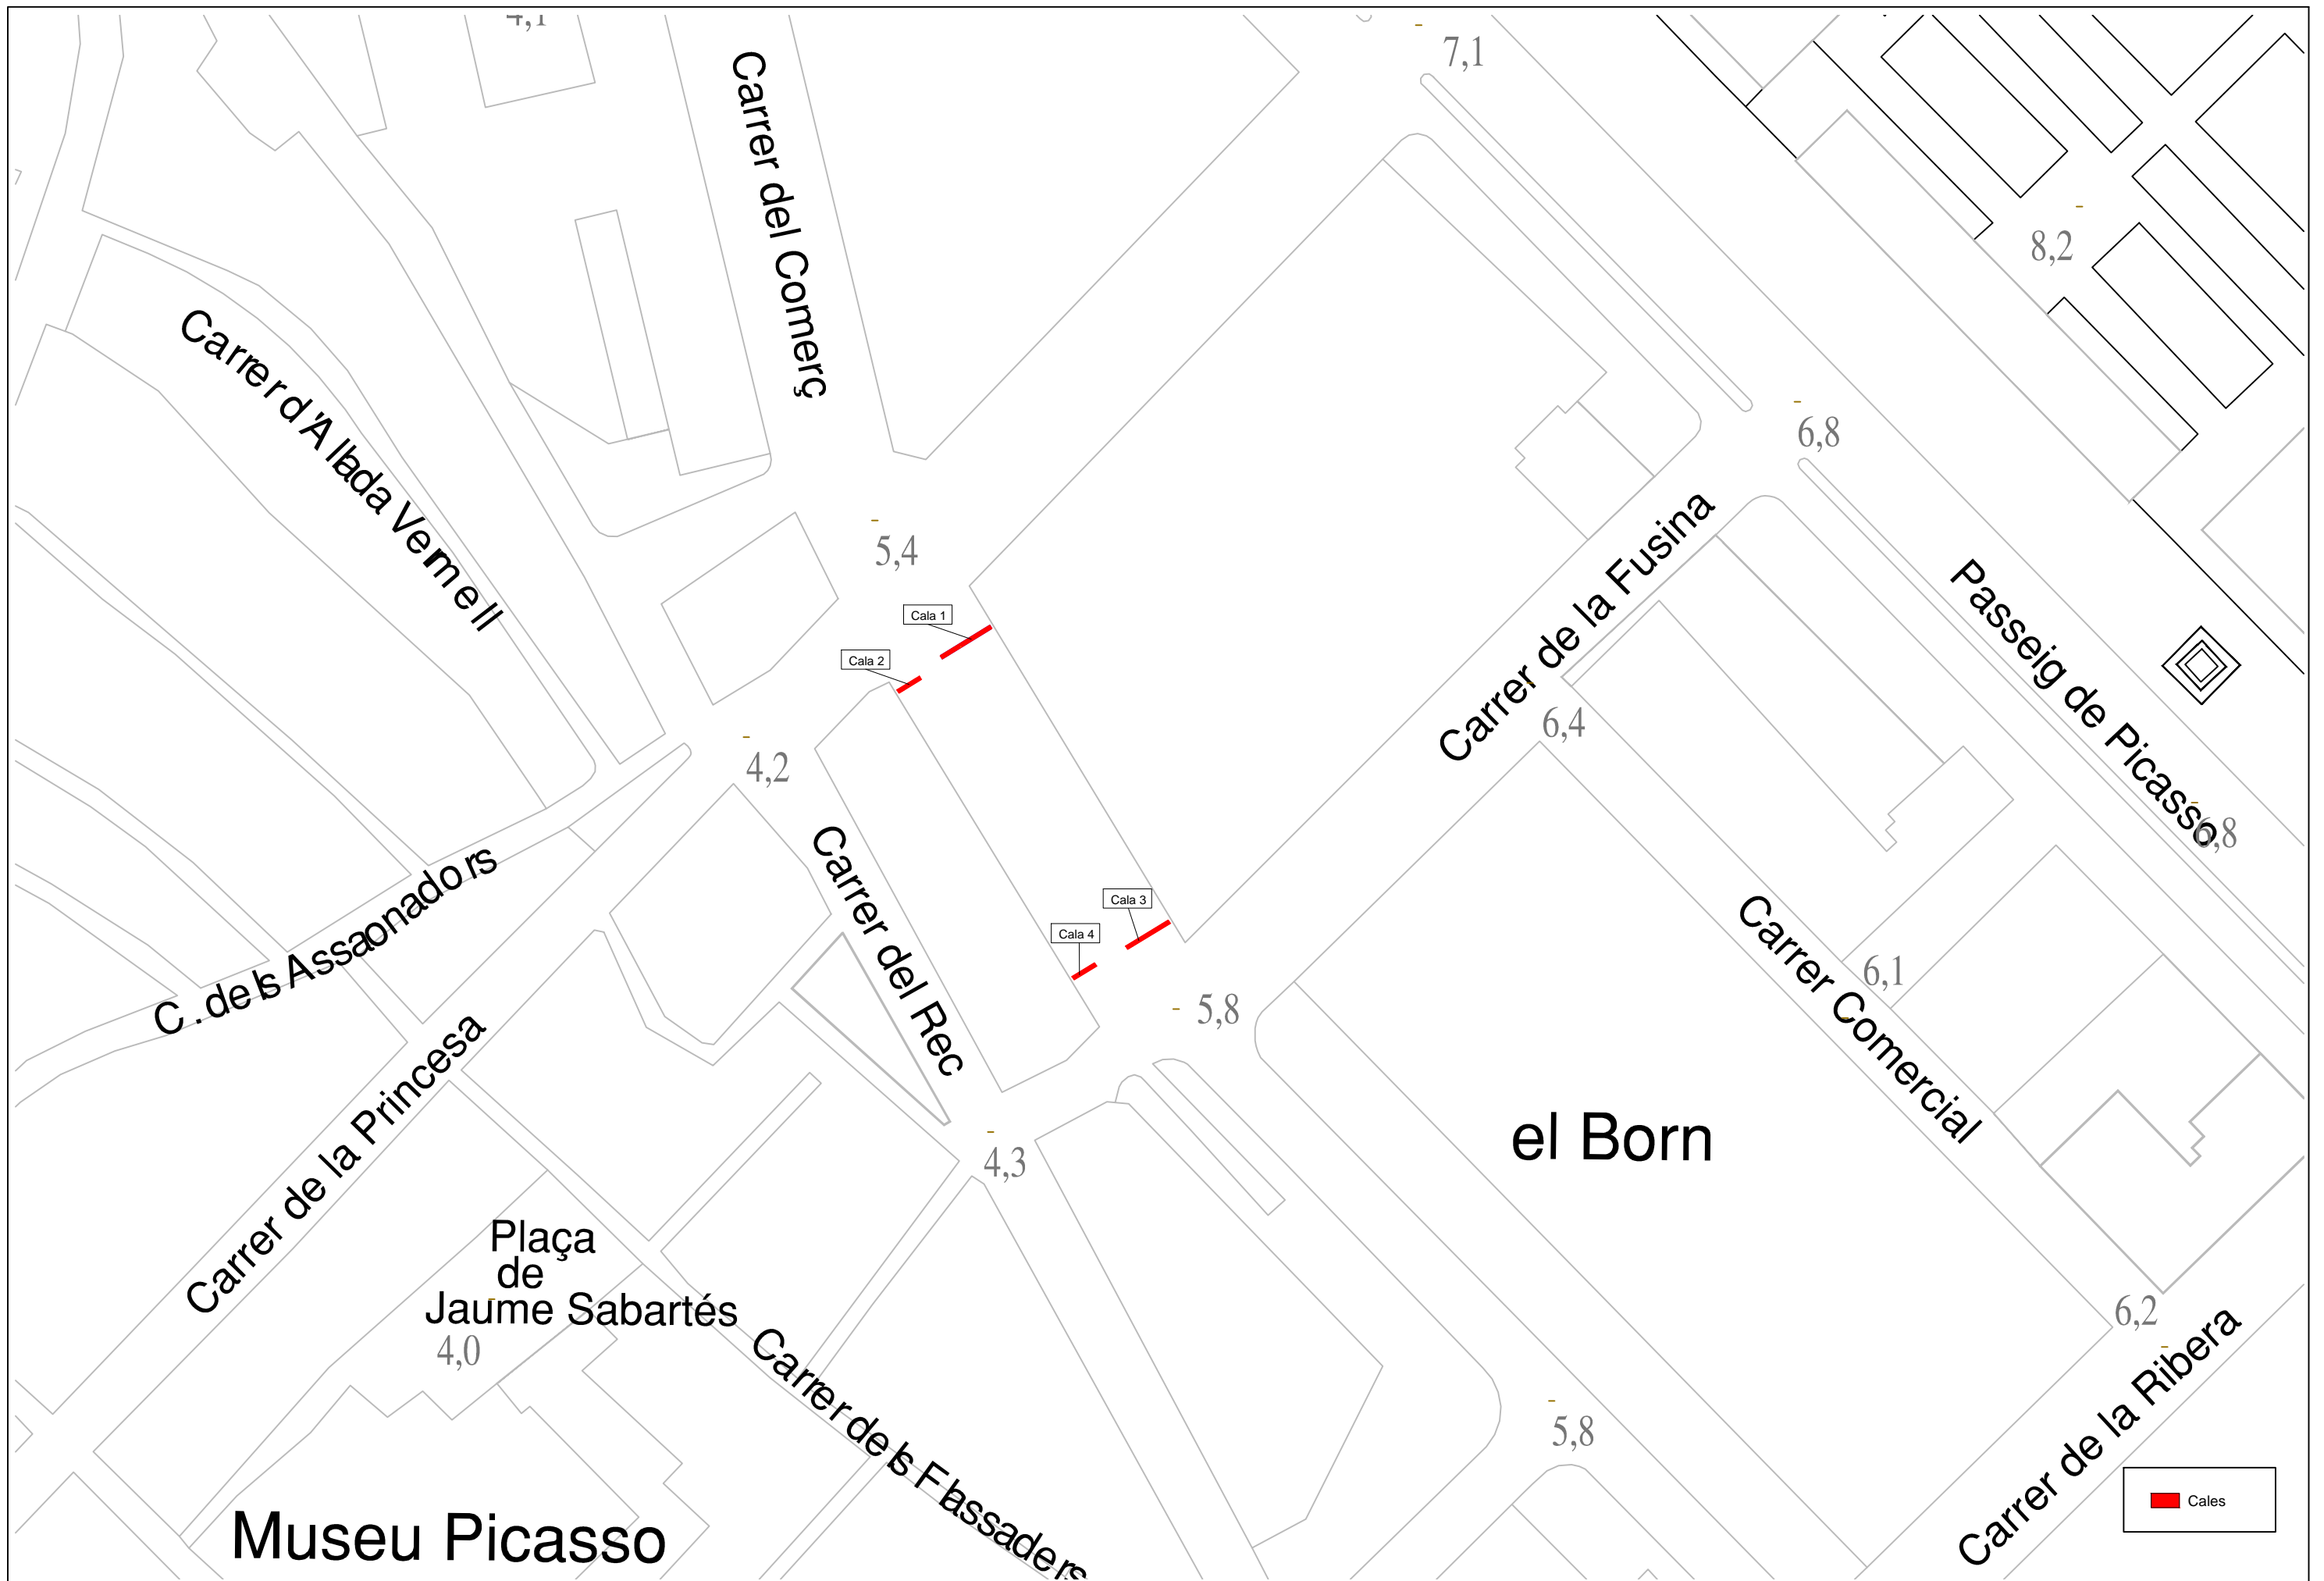 4,1
7,1
Carrer del Comerç
8,2
Carrer d'Allada Vermell
6,8
5,4
Carrer de la Fusina
Passeig de Picasso
Cala 1
Cala 2
6,4
4,2
6,8
Carrer del Rec
C. dels Assaonadors
Cala 3
Cala 4
Carrer Comercial
6,1
5,8
el Born
Carrer de la Princesa
4,3
Plaça
de
Jaume Sabartés
4,0
Carrer dels Flassaders
6,2
Carrer de la Ribera
5,8
Cales
Museu Picasso